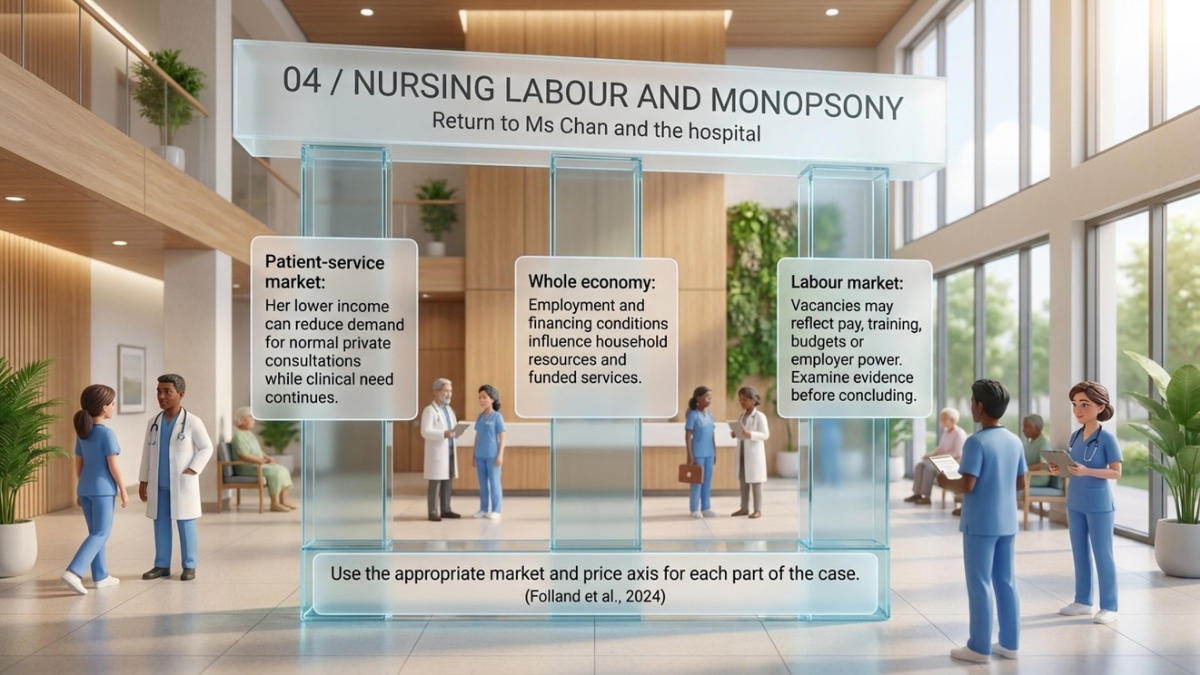 04 / NURSING LABOUR AND MONOPSONY
Return to Ms Chan and the hospital
Patient-service
market:
Her lower income
can reduce demand
for normal private
consultations
while clinical need
continues.
Whole economy:
Employment and
financing conditions
influence household
resources and
funded services.
Labour market:
Vacancies may
reflect pay, training,
budgets or
employer power.
Examine evidence
before concluding.
Use the appropriate market and price axis for each part of the case.
(Folland et al., 2024)